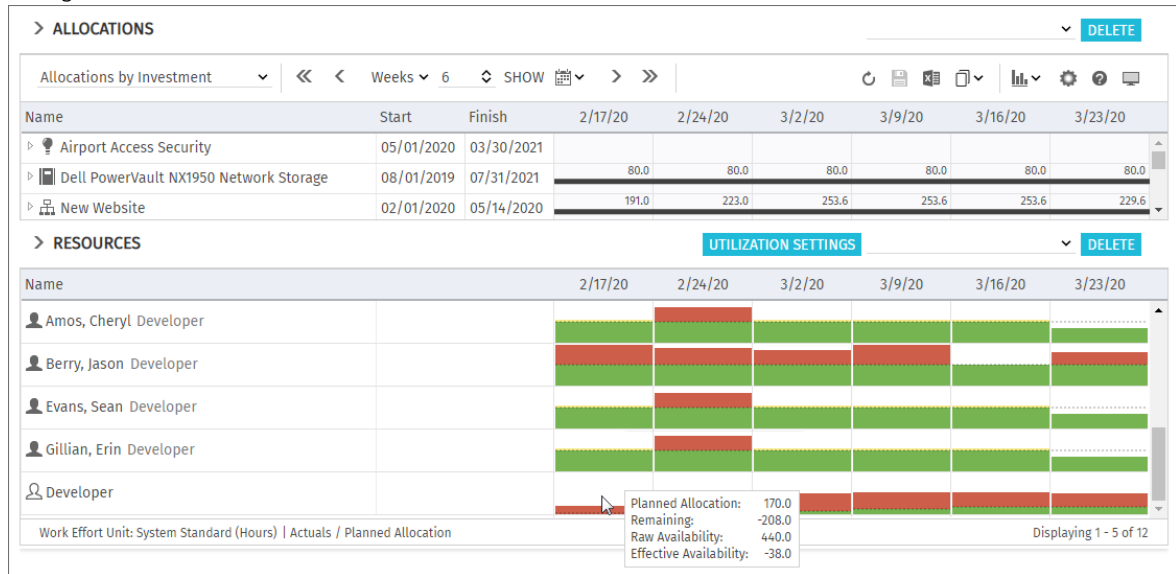 ALLOCATIONS DELETE
Allocations by Investment Weeks 6 SHOW
Name Start Finish 2/17/20 2/24/20 3/2/20 3/9/20 3/16/20 3/23/20
Airport Access Security 05/01/2020 03/30/2021
Dell PowerVault NX1950 Network Storage 08/01/2019 07/31/2021 80.0 80.0 80.0 80.0 80.0 80.0
New Website 02/01/2020 05/14/2020 191.0 223.0 253.6 253.6 253.6 229.6
RESOURCES UTILIZATION SETTINGS DELETE
Name 2/17/20 2/24/20 3/2/20 3/9/20 3/16/20 3/23/20
Amos, Cheryl Developer
Berry, Jason Developer
Evans, Sean Developer
Gillian, Erin Developer
Developer
Planned Allocation: 170.0
Remaining: -208.0
Raw Availability: 440.0
Effective Availability: -38.0
Work Effort Unit: System Standard (Hours) | Actuals / Planned Allocation Displaying 1 - 5 of 12